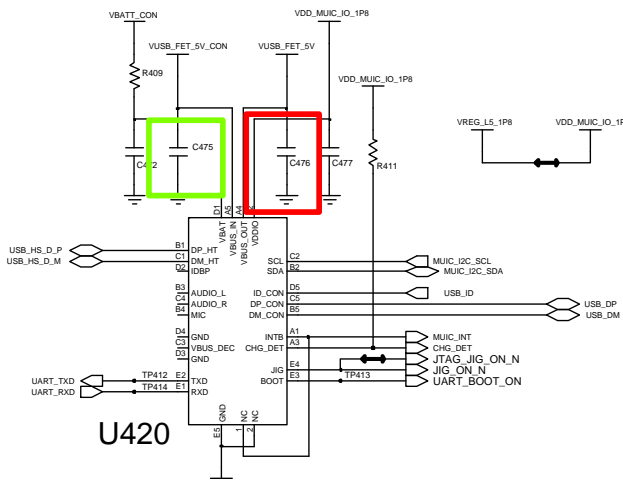 VBATT_CON
VDD_MUIC_IO_1P8
VUSB_FET_5V_CON
VUSB_FET_5V
R409
VDD_MUIC_IO_1P8
VREG_L5_1P8
VDD_MUIC_IO_1P
C475
C476
C477
R411
D1
A5
A4
VBAT
VBUS_IN
VBUS_OUT
VDDIO
USB_HS_D_P
B1
DP_HT
USB_HS_D_M
C1
DM_HT
D2
IDBP
SCL
C2
MUIC_I2C_SCL
SDA
B2
MUIC_I2C_SDA
B3
AUDIO_L
C4
AUDIO_R
B4
MIC
ID_CON
D5
USB_ID
DP_CON
C5
USB_DP
DM_CON
B5
USB_DM
D4
GND
C3
VBUS_DEC
D3
GND
INTB
A1
MUIC_INT
CHG_DET
A3
CHG_DET
JTAG_JIG_ON_N
JIG
E4
JIG_ON_N
BOOT
E3
TP413
UART_BOOT_ON
UART_TXD
TP412
E2
TXD
UART_RXD
TP414
E1
RXD
GND
NC
NC
E5
1
2
U420